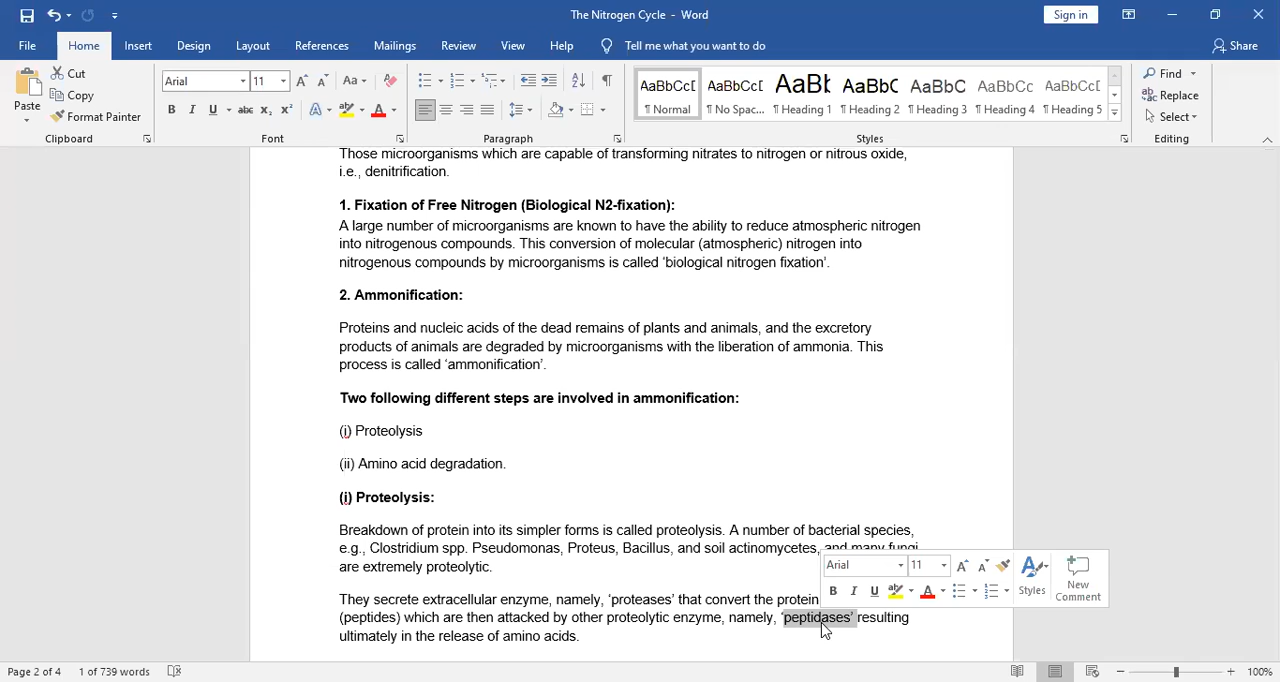 The Nitrogen Cycle - Word
Sign in
File Home Insert Design Layout References Mailings Review View Help Tell me what you want to do Share
Paste
Cut
Copy
Format Painter
Clipboard
Arial 11
Aa
B I U abc x₂ x²
Font
Paragraph
AaBbCcI AaBbCcI AaBb AaBbC AaBbC AaBbCc AaBbCcI
¶ Normal ¶ No Spac... ¶ Heading 1 ¶ Heading 2 ¶ Heading 3 ¶ Heading 4 ¶ Heading 5
Styles
Find
Replace
Select
Editing
Those microorganisms which are capable of transforming nitrates to nitrogen or nitrous oxide,
i.e., denitrification.
1. Fixation of Free Nitrogen (Biological N2-fixation):
A large number of microorganisms are known to have the ability to reduce atmospheric nitrogen
into nitrogenous compounds. This conversion of molecular (atmospheric) nitrogen into
nitrogenous compounds by microorganisms is called ‘biological nitrogen fixation’.
2. Ammonification:
Proteins and nucleic acids of the dead remains of plants and animals, and the excretory
products of animals are degraded by microorganisms with the liberation of ammonia. This
process is called ‘ammonification’.
Two following different steps are involved in ammonification:
(i) Proteolysis
(ii) Amino acid degradation.
(i) Proteolysis:
Breakdown of protein into its simpler forms is called proteolysis. A number of bacterial species,
e.g., Clostridium spp. Pseudomonas, Proteus, Bacillus, and soil actinomycetes, and many fungi
are extremely proteolytic.
They secrete extracellular enzyme, namely, ‘proteases’ that convert the protein
(peptides) which are then attacked by other proteolytic enzyme, namely, ‘peptidases’ resulting
ultimately in the release of amino acids.
Arial 11
B I U
Styles
New
Comment
Page 2 of 4 1 of 739 words
100%